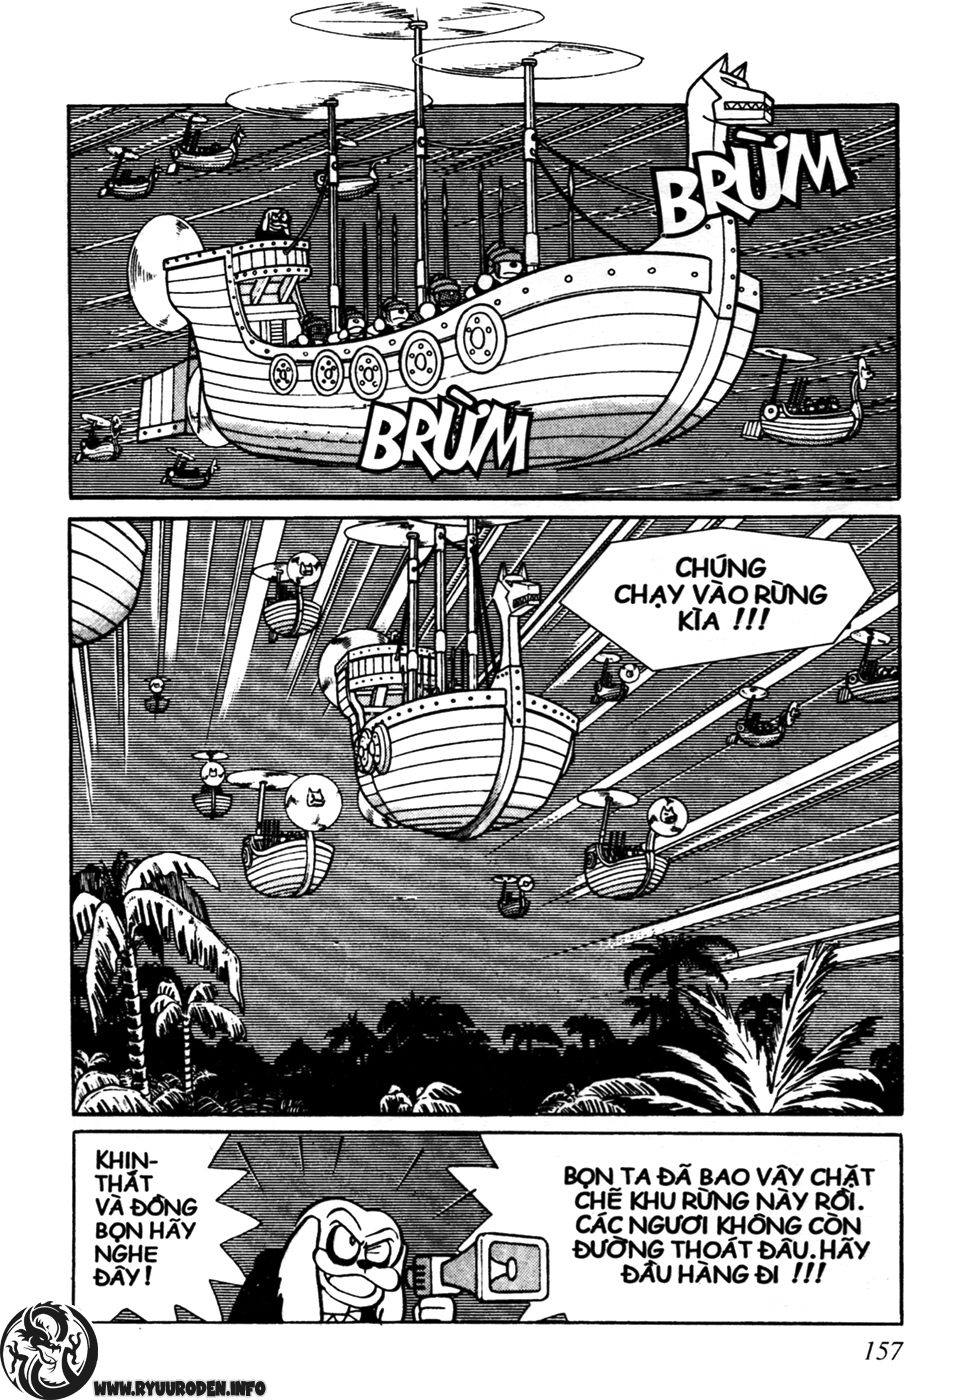 BRÙM
BRÙM
CHÚNG
CHẠY VÀO RỪNG
KÌA !!!
KHIN-
THẮT
VÀ ĐỒNG
BỌN HÃY
NGHE
ĐÂY !
BỌN TA ĐÃ BAO VÂY CHẶT
CHẼ KHU RỪNG NÀY RỒI.
CÁC NGƯƠI KHÔNG CÒN
ĐƯỜNG THOÁT ĐÂU. HÃY
ĐẦU HÀNG ĐI !!!
157
WWW.RYUURODEN.INFO